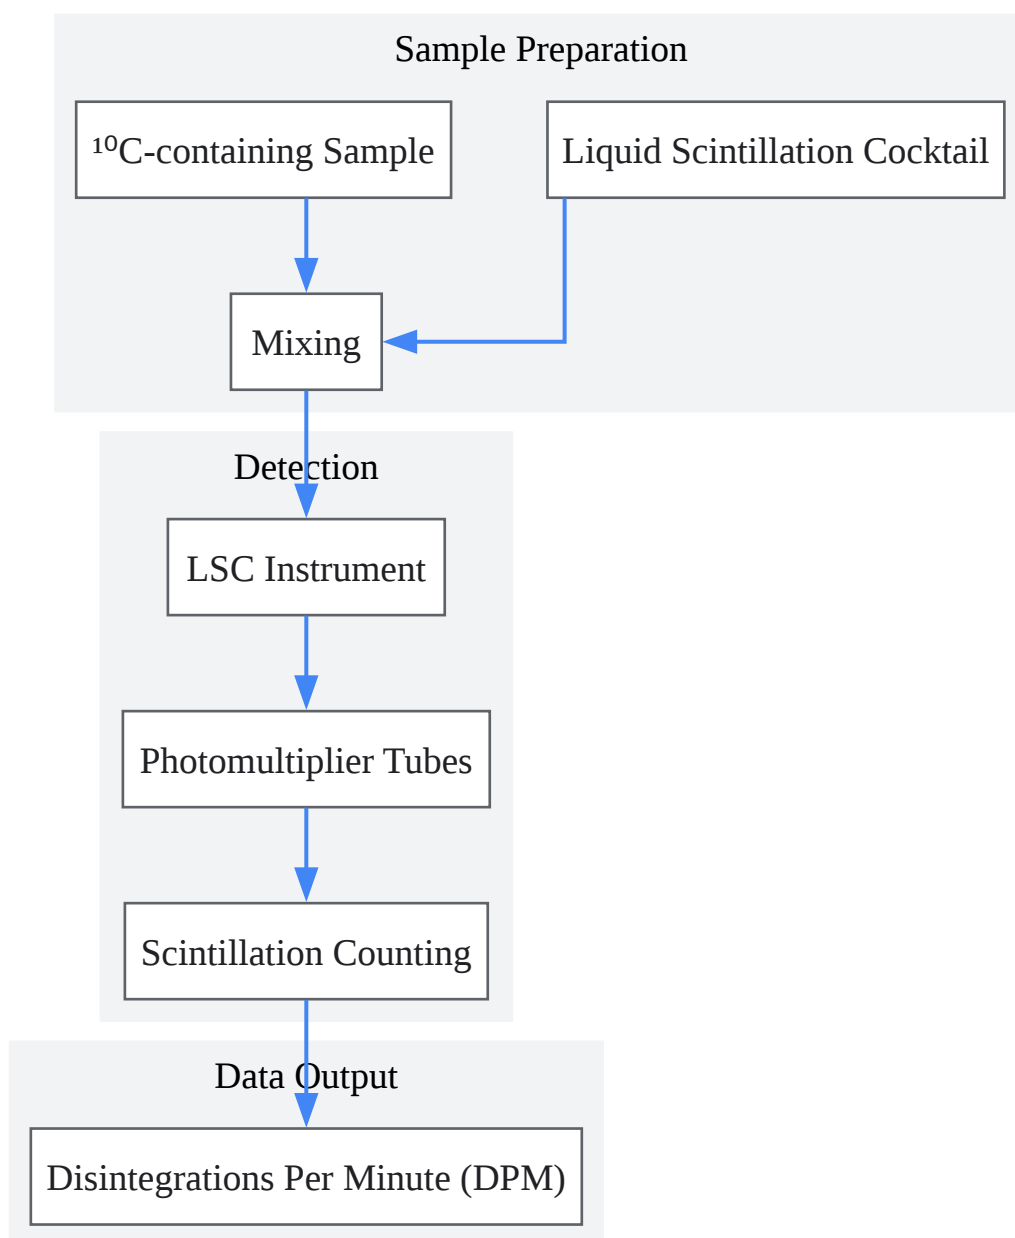 Sample Preparation
¹⁰C-containing Sample
Liquid Scintillation Cocktail
Mixing
Detection
LSC Instrument
Photomultiplier Tubes
Scintillation Counting
Data Output
Disintegrations Per Minute (DPM)